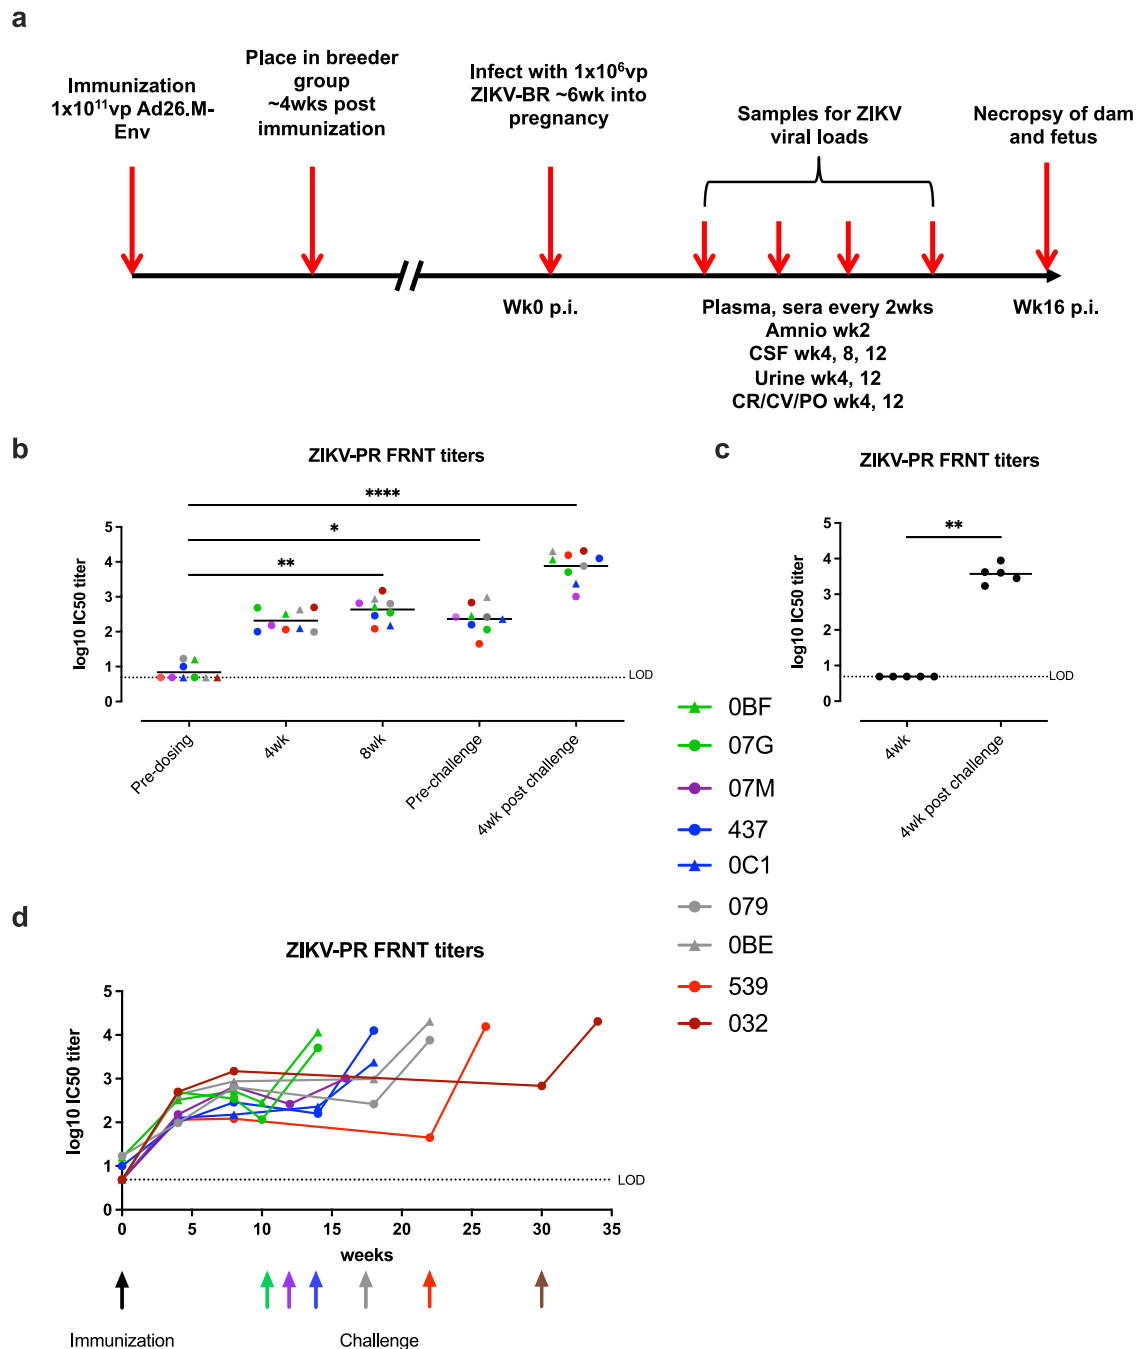 a
Immunization
1x10¹¹vp Ad26.M-
Env
Place in breeder
group
~4wks post
immunization
Infect with 1x10⁶vp
ZIKV-BR ~6wk into
pregnancy
Samples for ZIKV
viral loads
Necropsy of dam
and fetus
Wk0 p.i.
Plasma, sera every 2wks
Amnio wk2
CSF wk4, 8, 12
Urine wk4, 12
CR/CV/PO wk4, 12
Wk16 p.i.
b
ZIKV-PR FRNT titers
****
*
**
log10 IC50 titer
5
4
3
2
1
0
LOD
Pre-dosing
4wk
8wk
Pre-challenge
4wk post challenge
c
ZIKV-PR FRNT titers
**
log10 IC50 titer
5
4
3
2
1
0
LOD
4wk
4wk post challenge
0BF
07G
07M
437
0C1
079
0BE
539
032
d
ZIKV-PR FRNT titers
log10 IC50 titer
5
4
3
2
1
0
LOD
0 5 10 15 20 25 30 35
weeks
Immunization
Challenge